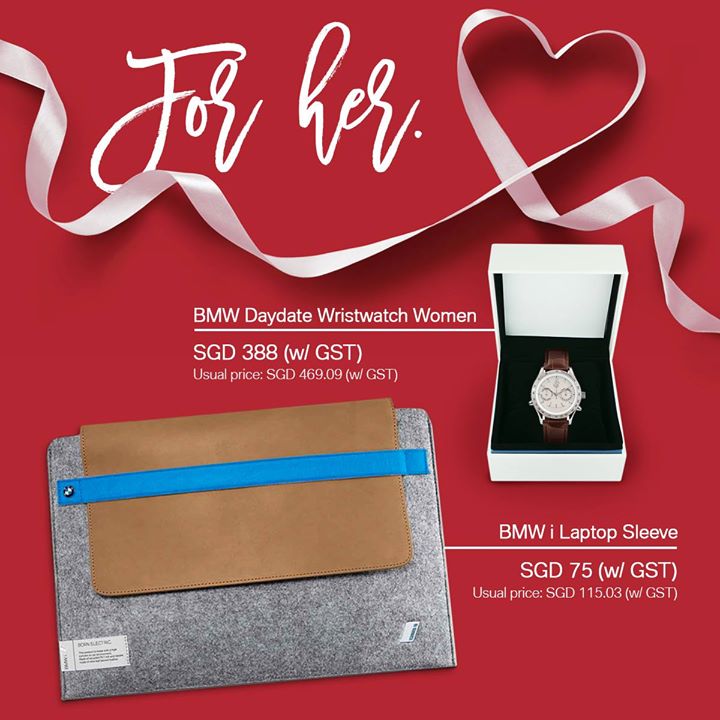 For her.
BMW Daydate Wristwatch Women
SGD 388 (w/ GST)
Usual price: SGD 469.09 (w/ GST)
BMW i Laptop Sleeve
SGD 75 (w/ GST)
Usual price: SGD 115.03 (w/ GST)
BORN ELECTRIC.